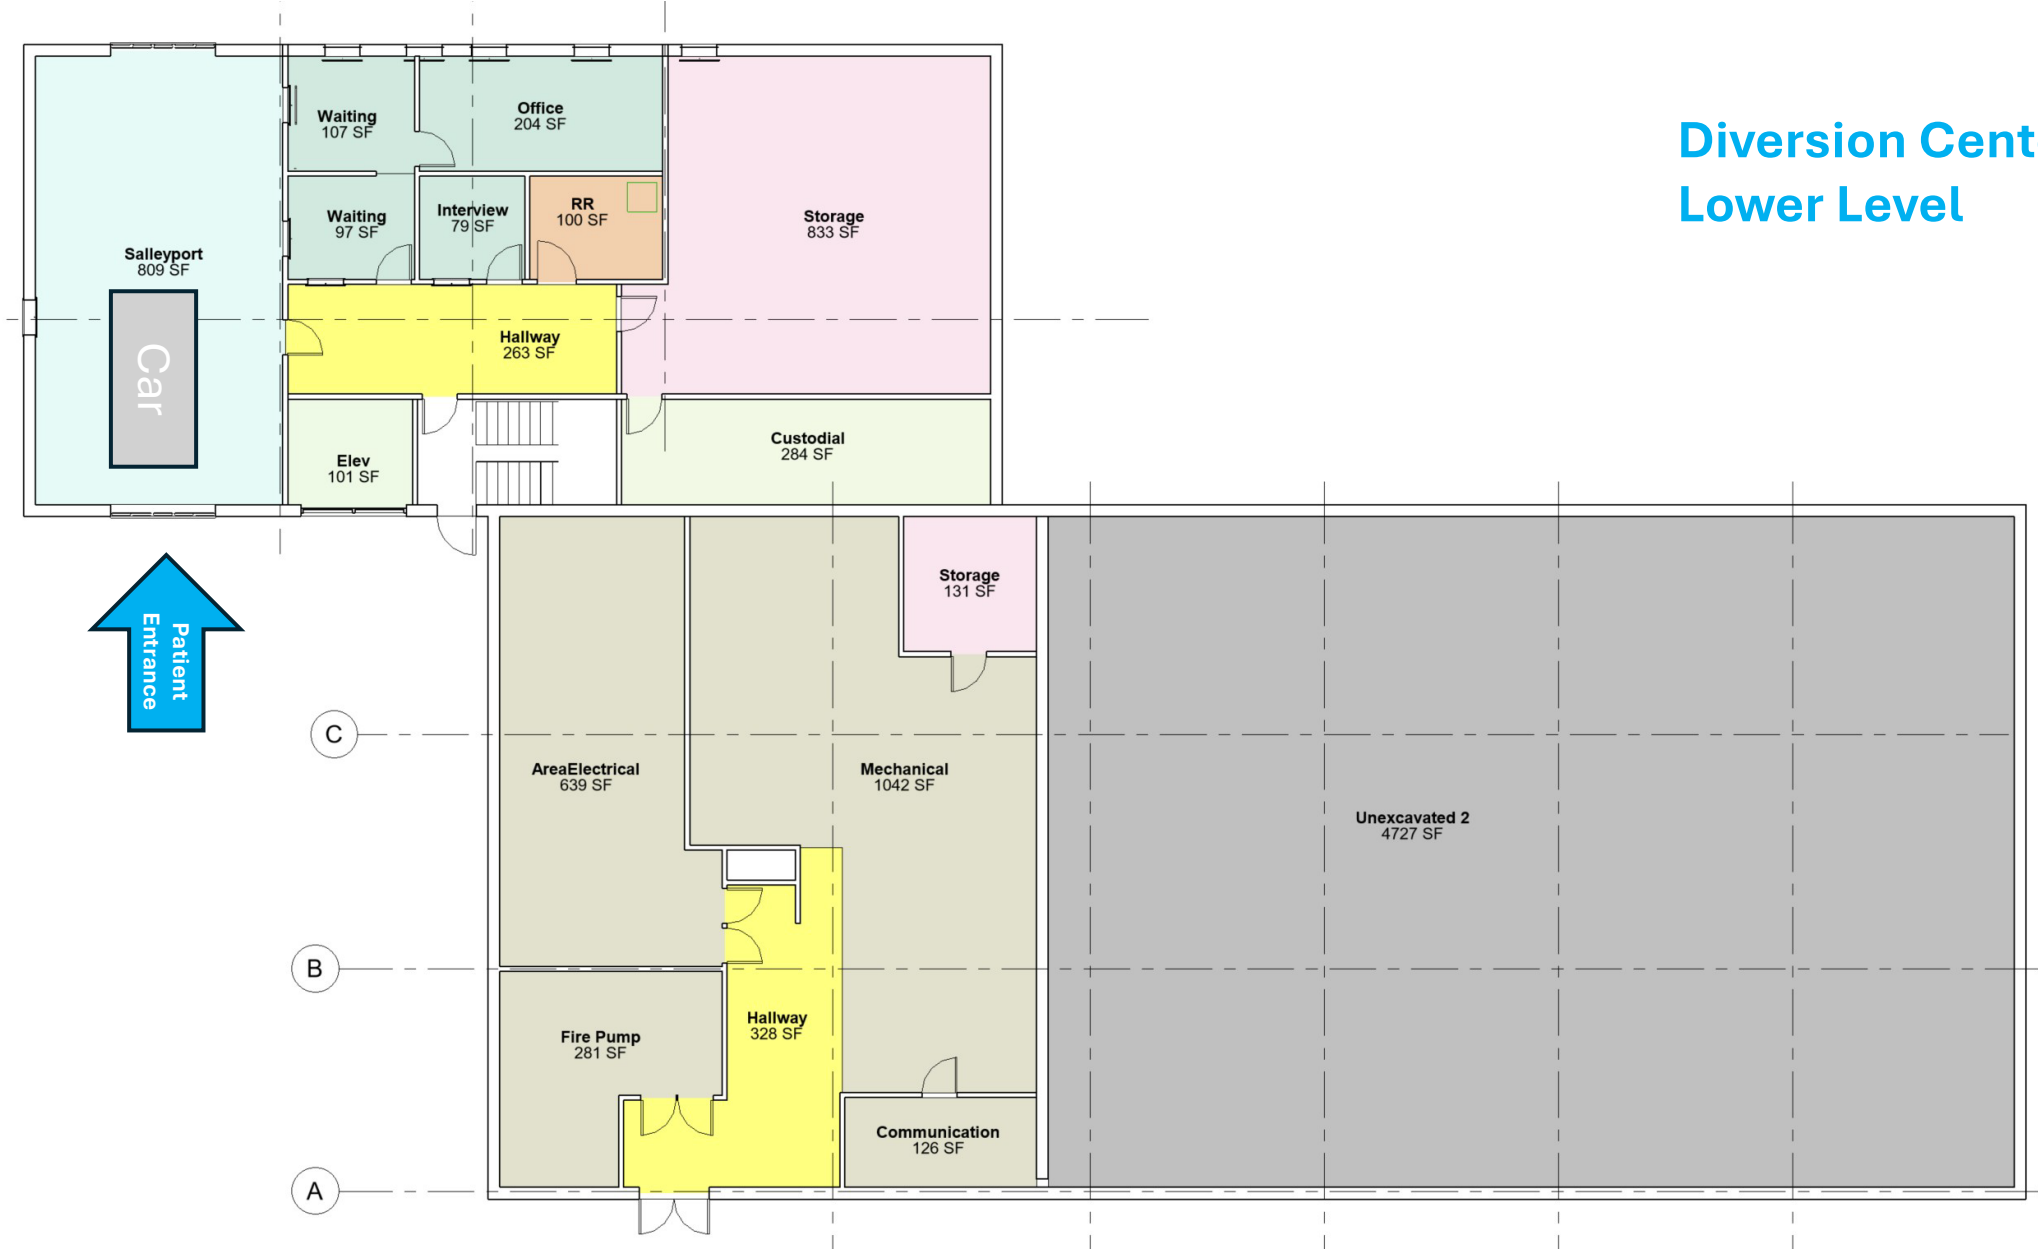 Diversion Cent
Lower Level
Waiting
107 SF
Office
204 SF
Waiting
97 SF
Interview
79 SF
RR
100 SF
Storage
833 SF
Salleyport
809 SF
Car
Hallway
263 SF
Elev
101 SF
Custodial
284 SF
Patient
Entrance
Storage
131 SF
C
AreaElectrical
639 SF
Mechanical
1042 SF
Unexcavated 2
4727 SF
B
Hallway
328 SF
Fire Pump
281 SF
Communication
126 SF
A